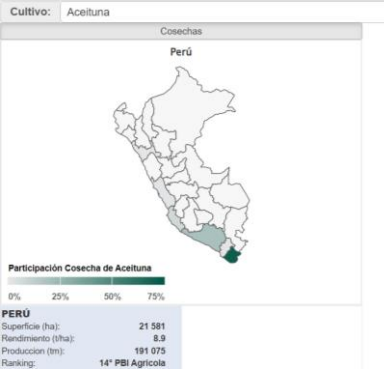 Cultivo: Aceituna
Cosechas
Perú
Participación Cosecha de Aceituna
0% 25% 50% 75%
PERÚ
Superficie (ha): 21 581
Rendimiento (t/ha): 8.9
Produccion (tm): 191 075
Ranking: 14° PBI Agricola